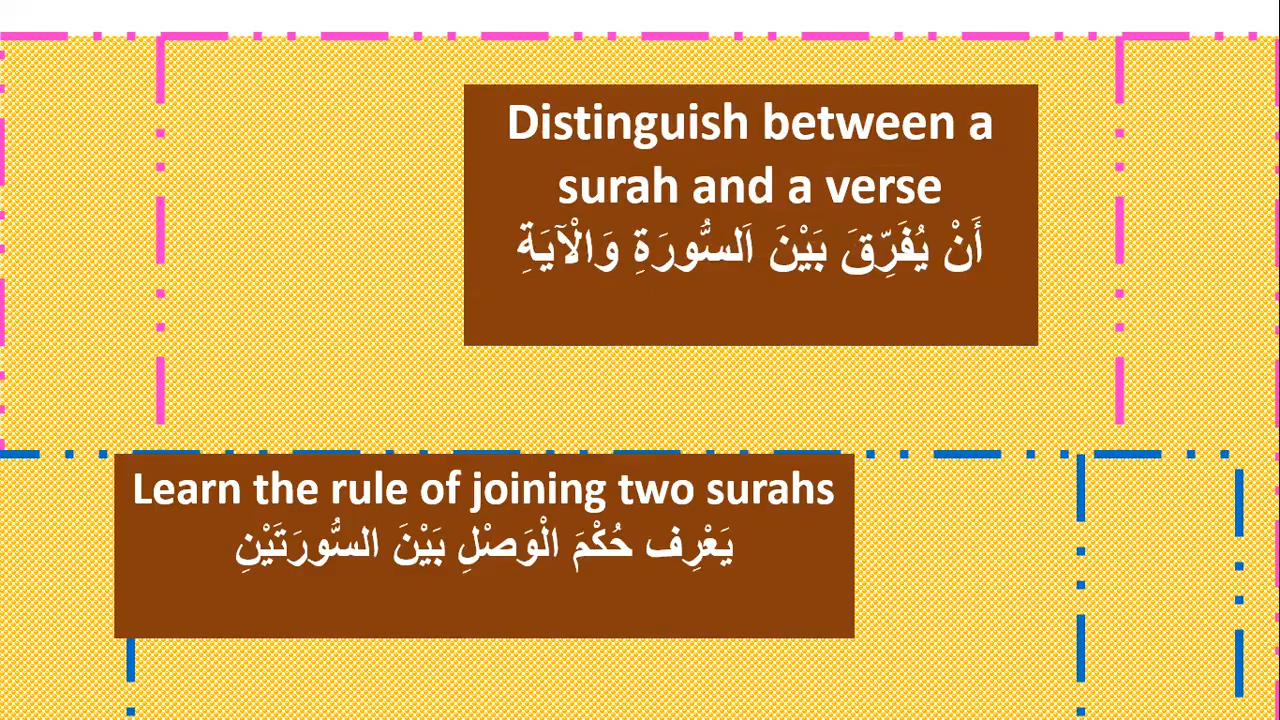 Distinguish between a
surah and a verse
أَنْ يُفَرِّقَ بَيْنَ اَلسُّورَةِ وَالْآيَةِ
Learn the rule of joining two surahs
يَعْرِف حُكْمَ الْوَصْلِ بَيْنَ السُّورَتَيْنِ